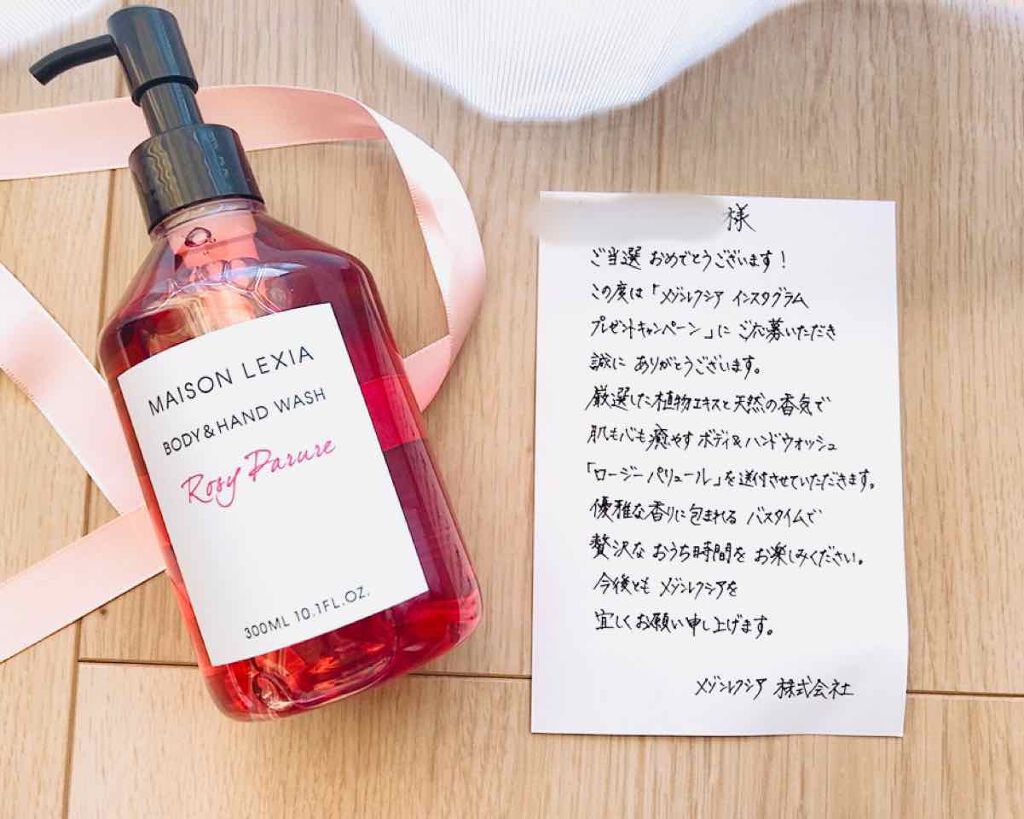 MAISON LEXIA
BODY & HAND WASH
Rosy Parure
300ML 10.1FL.OZ.
様
ご当選 おめでとうございます！
この度は「メゾンレクシア インスタグラム
プレゼントキャンペーン」に ご応募いただき
誠に ありがとうございます。
厳選した植物エキスと天然の香気で
肌も心も癒やす ボディ&ハンドウォッシュ
「ロージーパリュール」を送付させていただきます。
優雅な香りに包まれる バスタイムで
贅沢な おうち時間を お楽しみください。
今後とも メゾンレクシアを
宜しくお願い申し上げます。
メゾンレクシア 株式会社